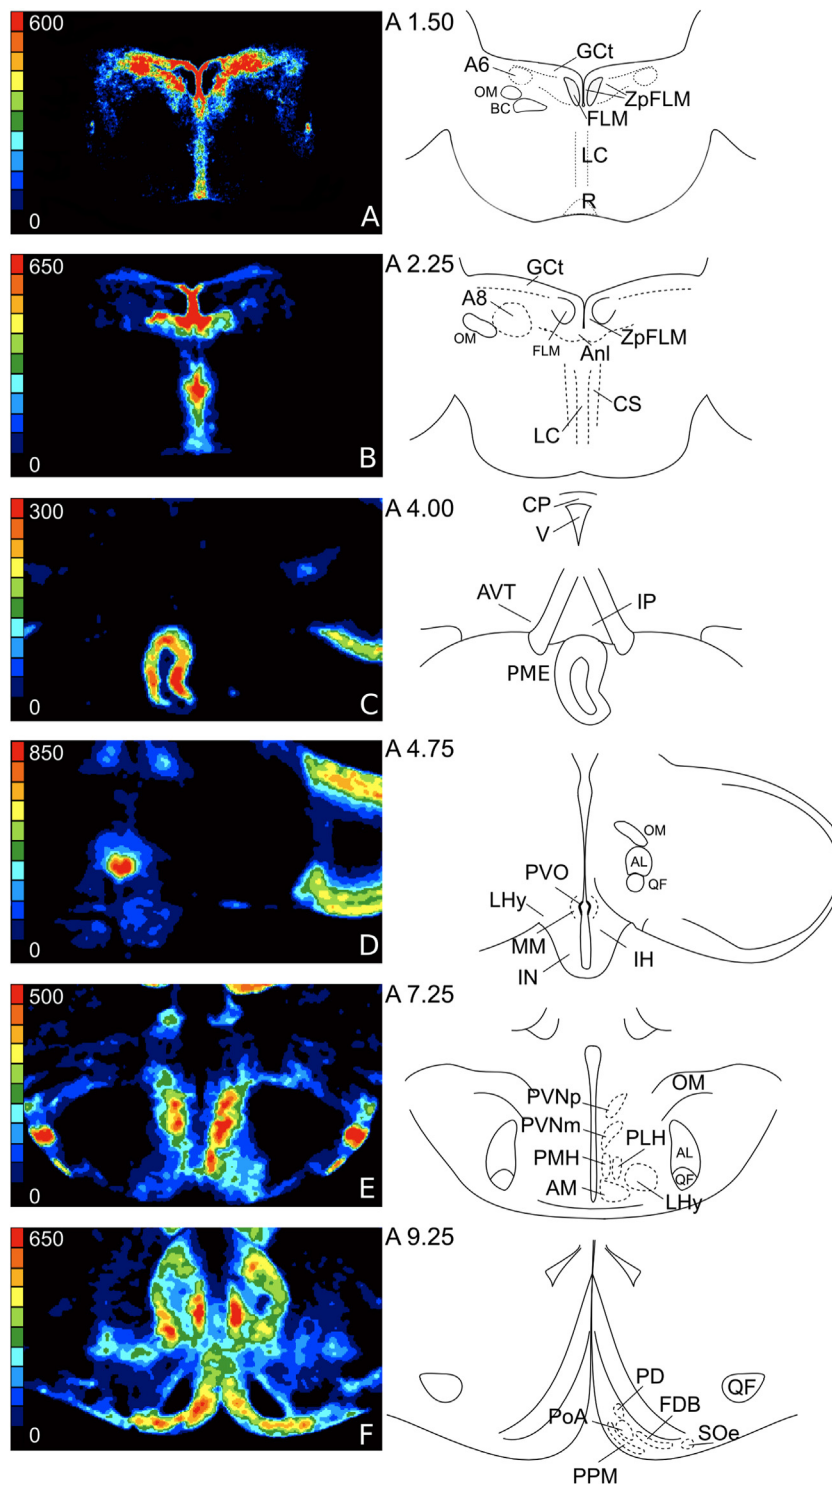 600
A 1.50
GCt
A6
OM
BC
ZpFLM
FLM
LC
R
0
A
650
A 2.25
GCt
A8
OM
FLM
ZpFLM
Anl
CS
LC
0
B
300
A 4.00
CP
V
AVT
IP
PME
0
C
850
A 4.75
OM
AL
QF
PVO
LHy
MM
IH
IN
0
D
500
A 7.25
OM
PVNp
PVNm
PLH
AL
PMH
QF
AM
LHy
0
E
650
A 9.25
PD
QF
FDB
PoA
SOe
PPM
0
F